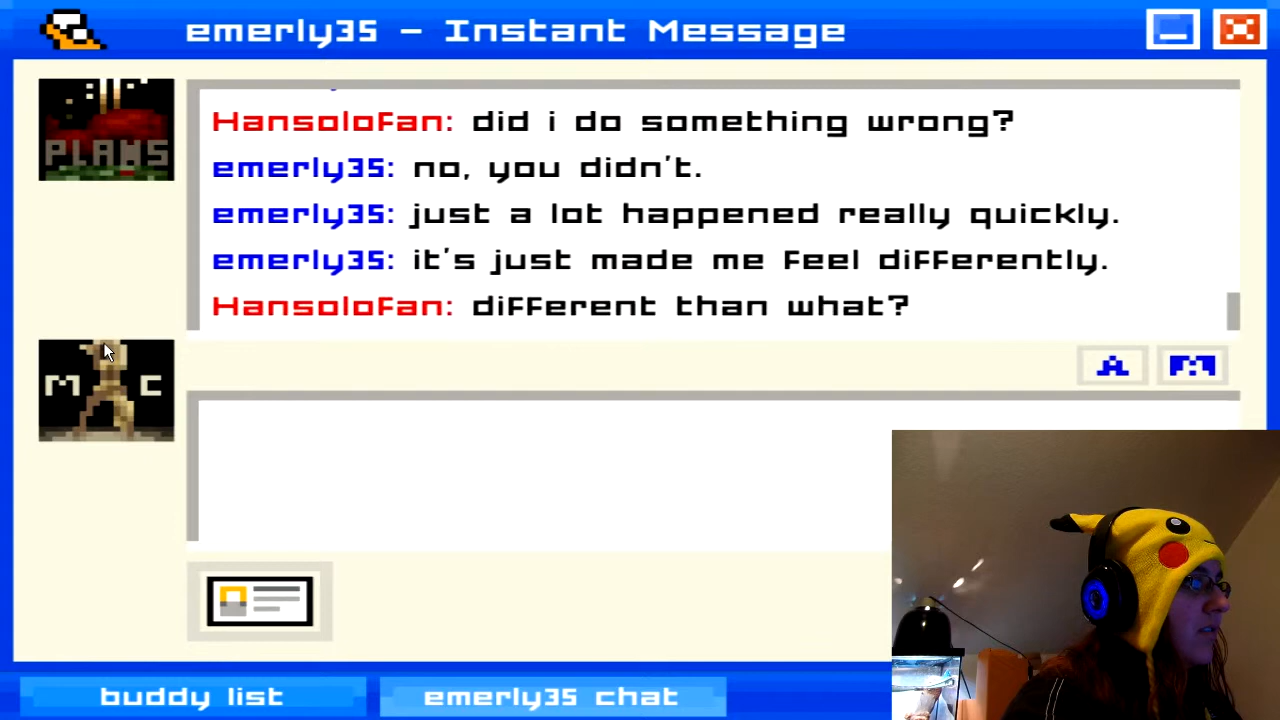 emerly35 - Instant Message
HansoloFan: did i do something wrong?
emerly35: no, you didn't.
emerly35: just a lot happened really quickly.
emerly35: it's just made me feel differently.
HansoloFan: different than what?
PLANS
M C
A
buddy list
emerly35 chat